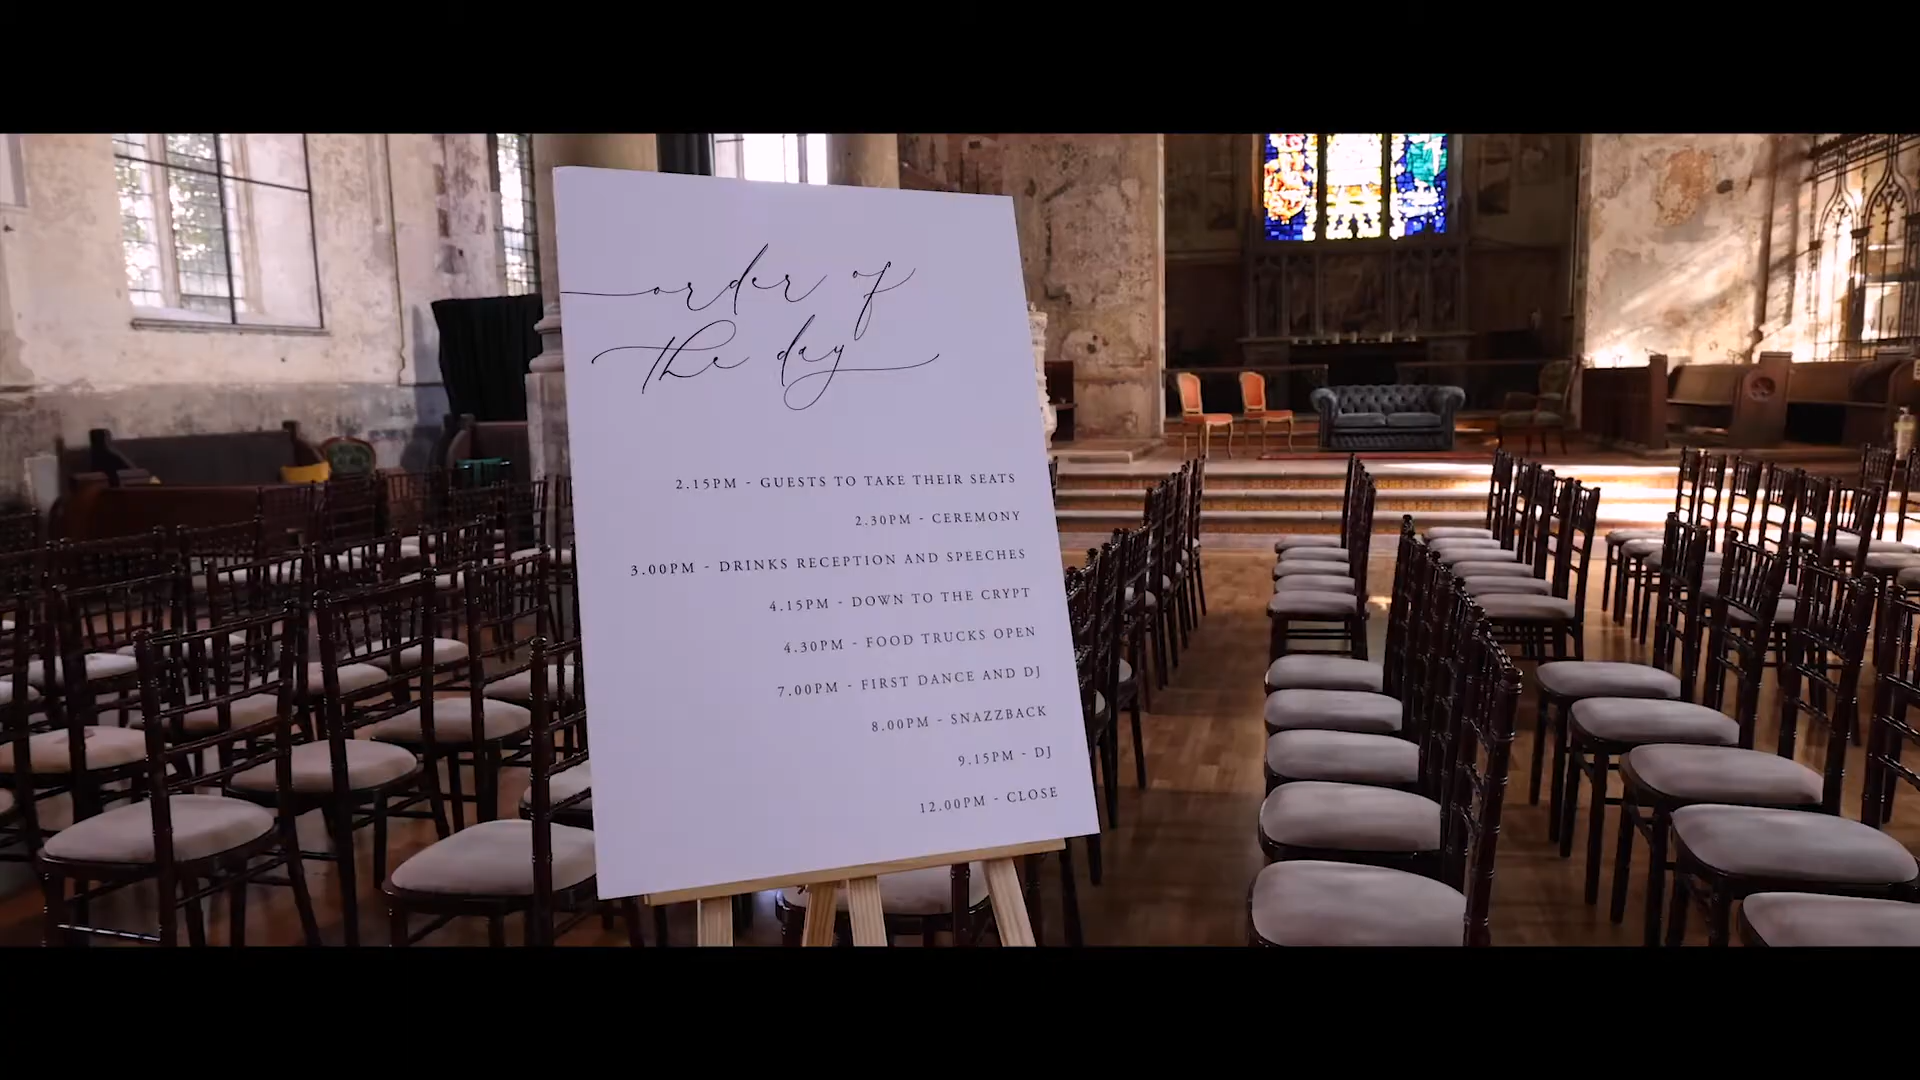 order of
the day
2.15PM - GUESTS TO TAKE THEIR SEATS
2.30PM - CEREMONY
3.00PM - DRINKS RECEPTION AND SPEECHES
4.15PM - DOWN TO THE CRYPT
4.30PM - FOOD TRUCKS OPEN
7.00PM - FIRST DANCE AND DJ
8.00PM - SNAZZBACK
9.15PM - DJ
12.00PM - CLOSE